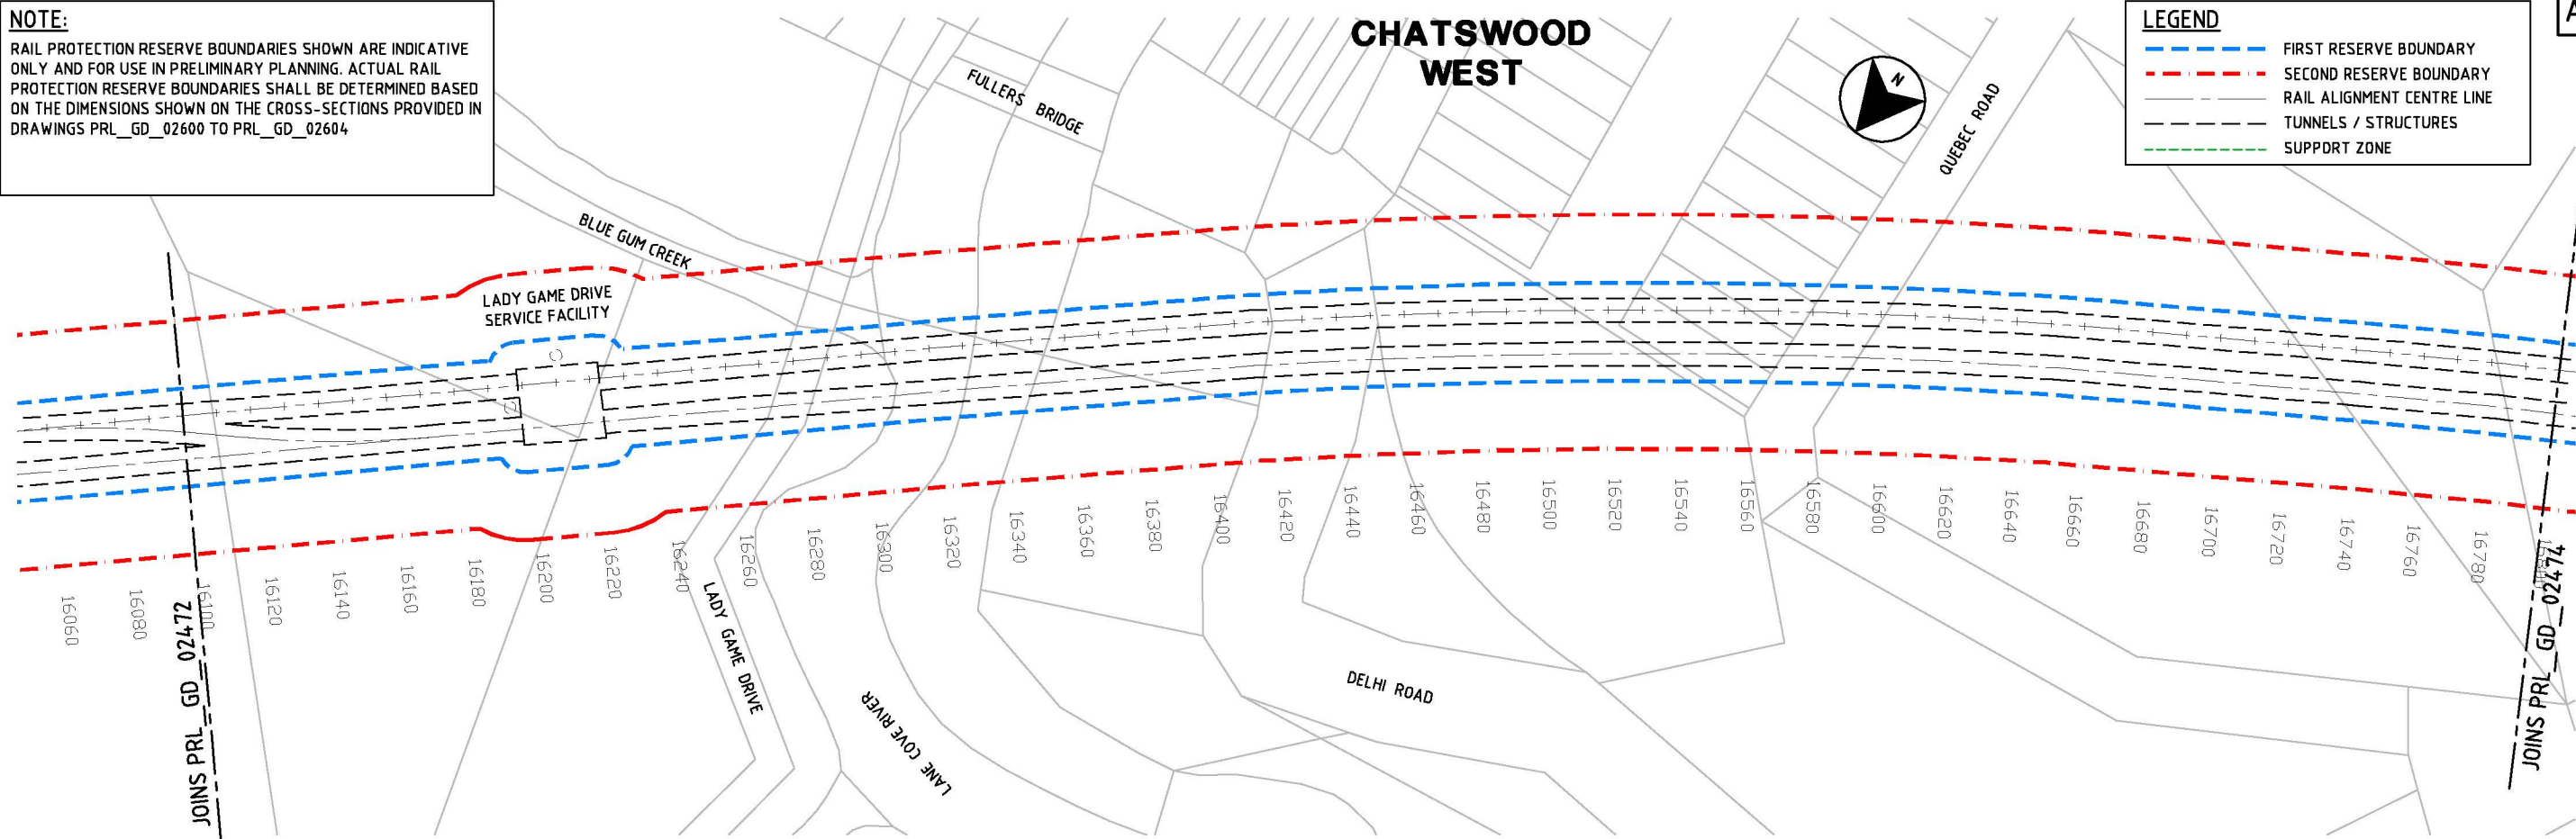 NOTE:
RAIL PROTECTION RESERVE BOUNDARIES SHOWN ARE INDICATIVE
ONLY AND FOR USE IN PRELIMINARY PLANNING. ACTUAL RAIL
PROTECTION RESERVE BOUNDARIES SHALL BE DETERMINED BASED
ON THE DIMENSIONS SHOWN ON THE CROSS-SECTIONS PROVIDED IN
DRAWINGS PRL_GD_02600 TO PRL_GD_02604
CHATSWOOD
WEST
LEGEND
FIRST RESERVE BOUNDARY
SECOND RESERVE BOUNDARY
RAIL ALIGNMENT CENTRE LINE
TUNNELS / STRUCTURES
SUPPORT ZONE
N
FULLERS BRIDGE
QUEBEC ROAD
BLUE GUM CREEK
LADY GAME DRIVE
SERVICE FACILITY
16060
16080
16100
16120
16140
16160
16180
16200
16220
16240
16260
16280
16300
16320
16340
16360
16380
16400
16420
16440
16460
16480
16500
16520
16540
16560
16580
16600
16620
16640
16660
16680
16700
16720
16740
16760
16780
16800
JOINS PRL_GD_02472
LADY GAME DRIVE
LANE COVE RIVER
DELHI ROAD
JOINS PRL_GD_02474